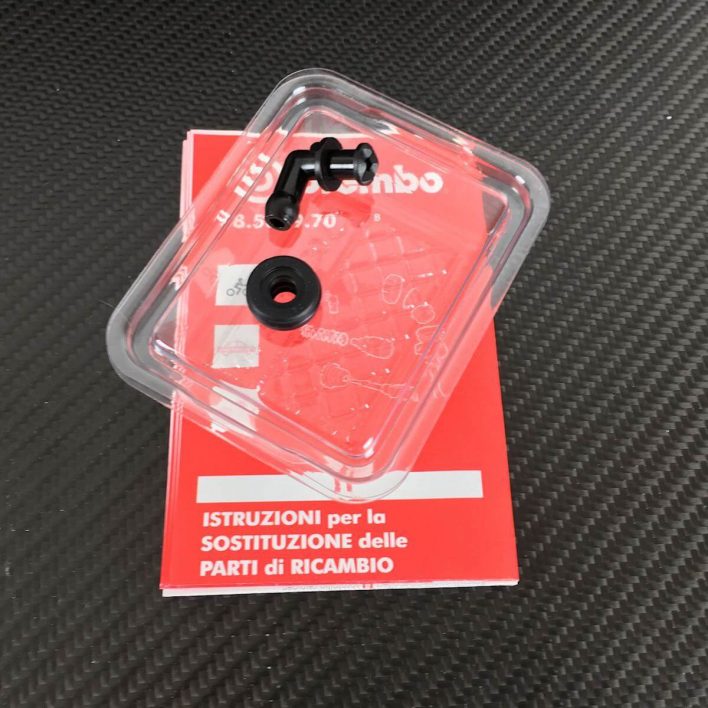 brembo
B
ISTRUZIONI per la
SOSTITUZIONE delle
PARTI di RICAMBIO